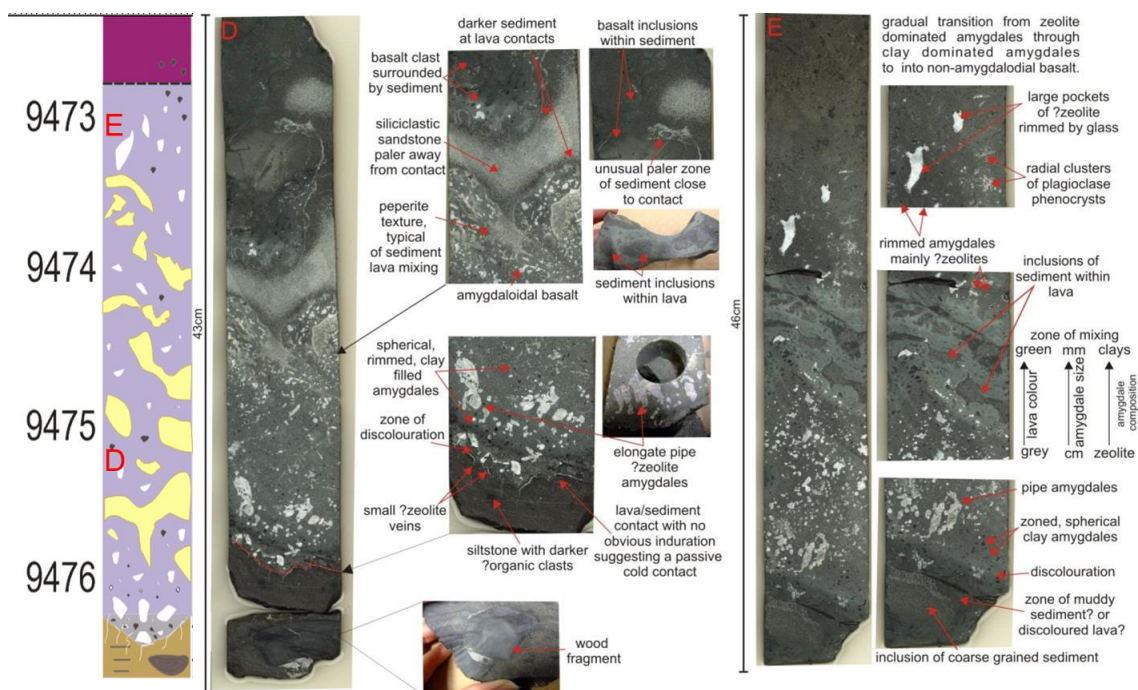 9473
9474
9475
9476
E
D
43cm
D
darker sediment
at lava contacts
basalt clast
surrounded
by sediment
siliciclastic
sandstone
paler away
from contact
peperite
texture,
typical
of sediment
lava mixing
amygdaloidal basalt
basalt inclusions
within sediment
unusual paler zone
of sediment close
to contact
sediment inclusions
within lava
spherical,
rimmed, clay
filled
amygdales
zone of
discolouration
small ?zeolite
veins
siltstone with darker
?organic clasts
elongate pipe
?zeolite
amygdales
lava/sediment
contact with no
obvious induration
suggesting a passive
cold contact
wood
fragment
46cm
E
gradual transition from zeolite
dominated amygdales through
clay dominated amygdales
to into non-amygdalodial basalt.
large pockets
of ?zeolite
rimmed by glass
radial clusters
of plagioclase
phenocrysts
rimmed amygdales
mainly ?zeolites
inclusions of
sediment within
lava
zone of mixing
green mm clays
lava colour
amygdale size
amygdale
composition
grey cm zeolite
pipe amygdales
zoned, spherical
clay amygdales
discolouration
zone of muddy
sediment? or
discoloured lava?
inclusion of coarse grained sediment